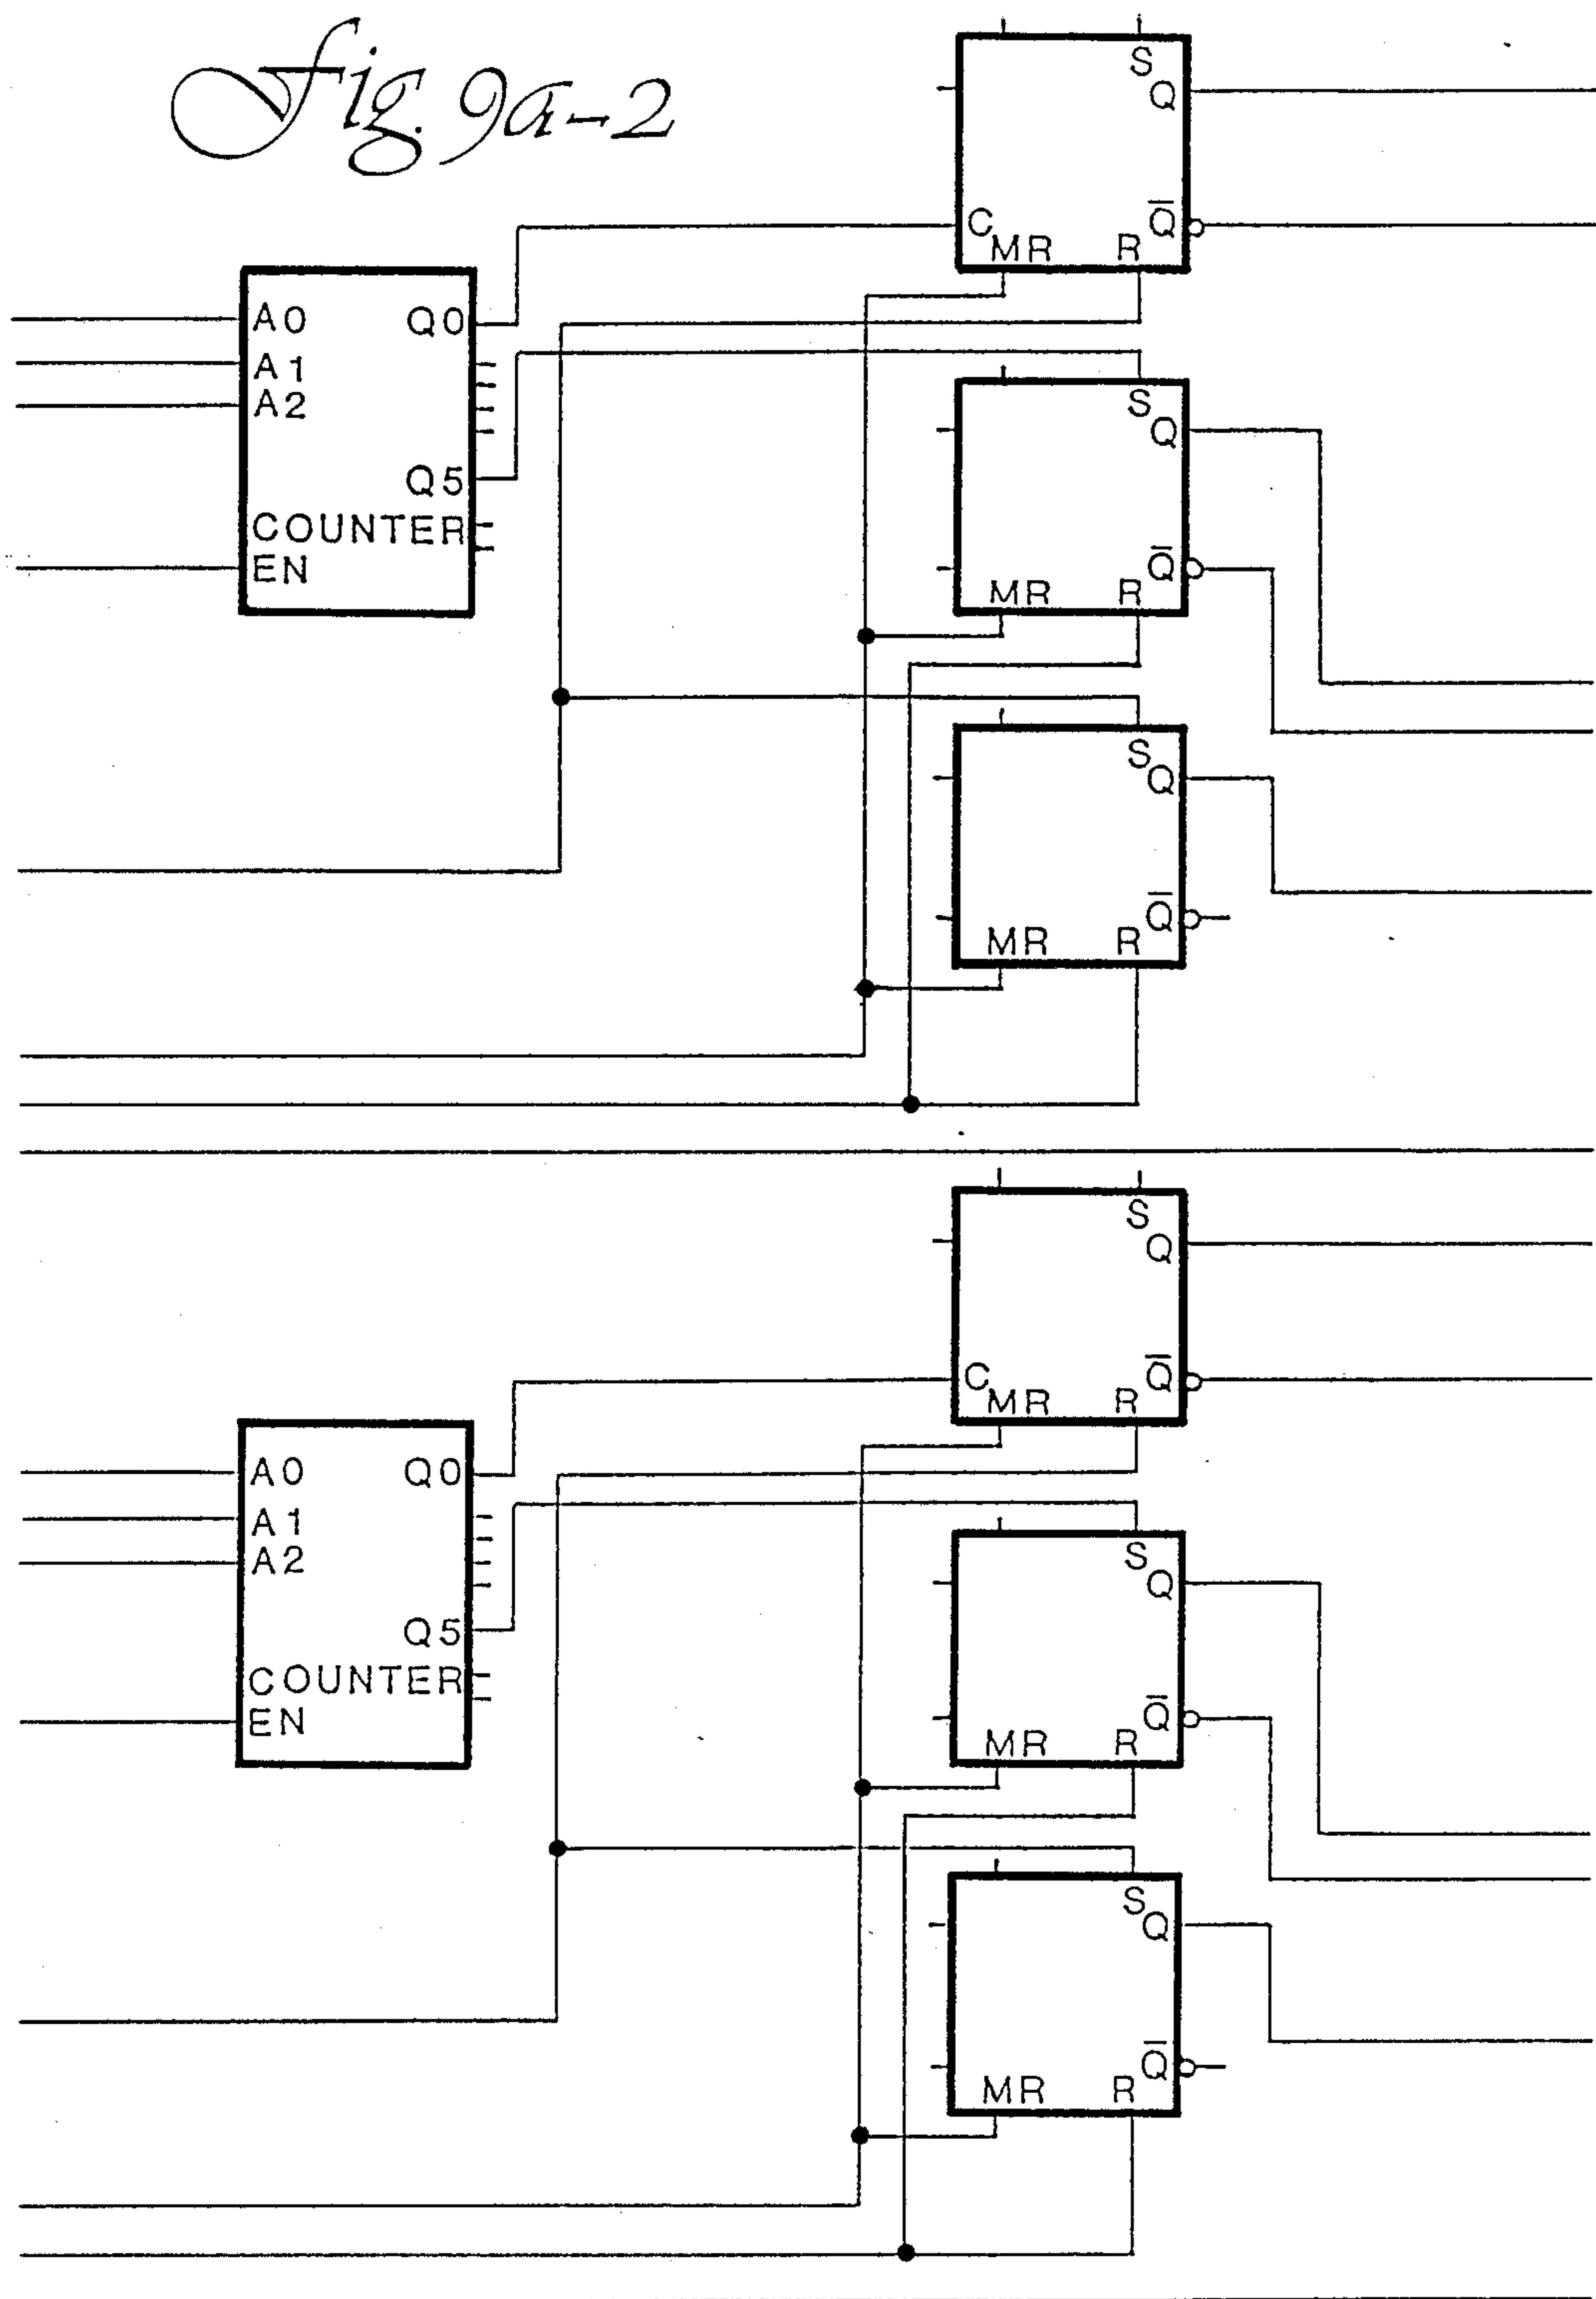 Fig. 9a-2
S
Q
C
Q̅
MR R
A0 Q0
A1
A2
Q5
COUNTER
EN
S
Q
Q̅
MR R
S
Q
Q̅
MR R
S
Q
C
Q̅
MR R
A0 Q0
A1
A2
Q5
COUNTER
EN
S
Q
Q̅
MR R
S
Q
Q̅
MR R